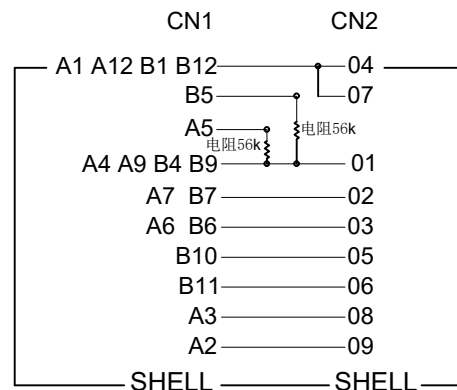 CN1 CN2
A1 A12 B1 B12 04
B5 07
A5 电阻56k
电阻56k
A4 A9 B4 B9 01
A7 B7 02
A6 B6 03
B10 05
B11 06
A3 08
A2 09
SHELL SHELL